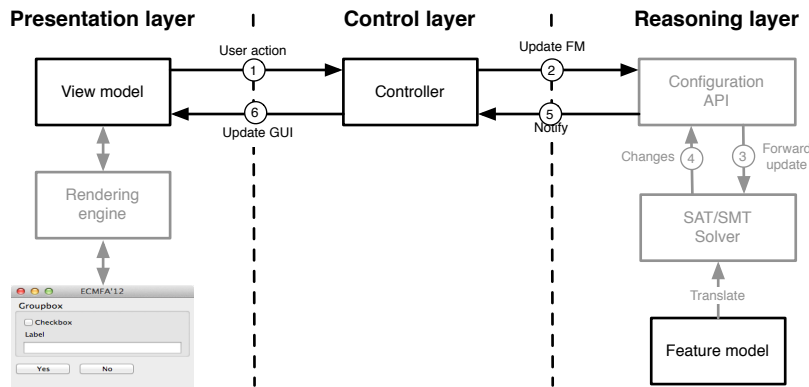 Presentation layer
Control layer
Reasoning layer
User action
1
Update FM
2
View model
Controller
Configuration
API
6
Update GUI
5
Notify
Changes
4
3
Forward
update
Rendering
engine
SAT/SMT
Solver
ECMFA'12
Groupbox
Checkbox
Label
Yes
No
Translate
Feature model